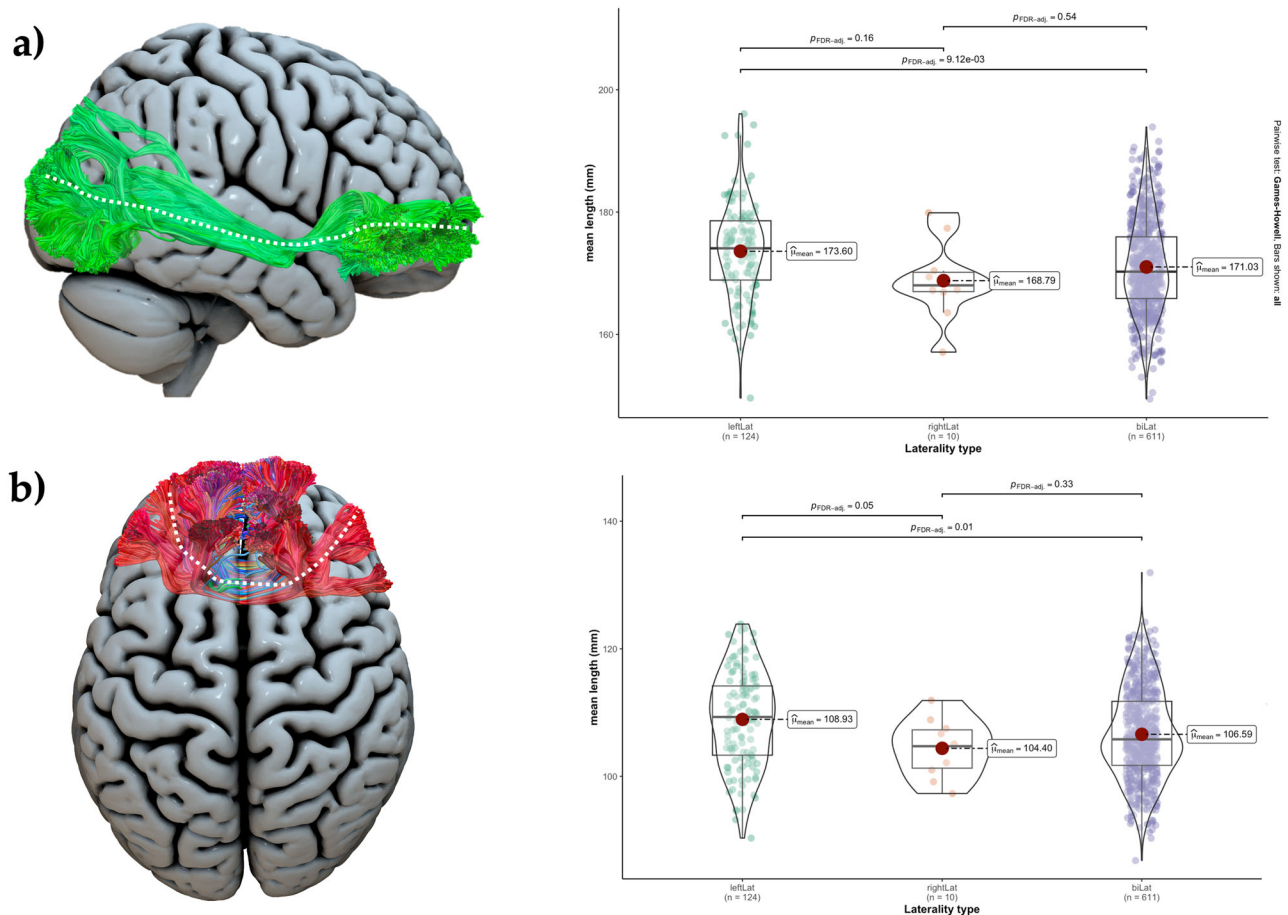 a)
pFDR−adj. = 0.54
pFDR−adj. = 0.16
pFDR−adj. = 9.12e−03
mean length (mm)
200
180
160
μ̂mean = 173.60
μ̂mean = 168.79
μ̂mean = 171.03
leftLat
(n = 124)
rightLat
(n = 10)
biLat
(n = 611)
Laterality type
Pairwise test: Games−Howell, Bars shown: all
b)
pFDR−adj. = 0.33
pFDR−adj. = 0.05
pFDR−adj. = 0.01
mean length (mm)
140
120
100
μ̂mean = 108.93
μ̂mean = 104.40
μ̂mean = 106.59
leftLat
(n = 124)
rightLat
(n = 10)
biLat
(n = 611)
Laterality type